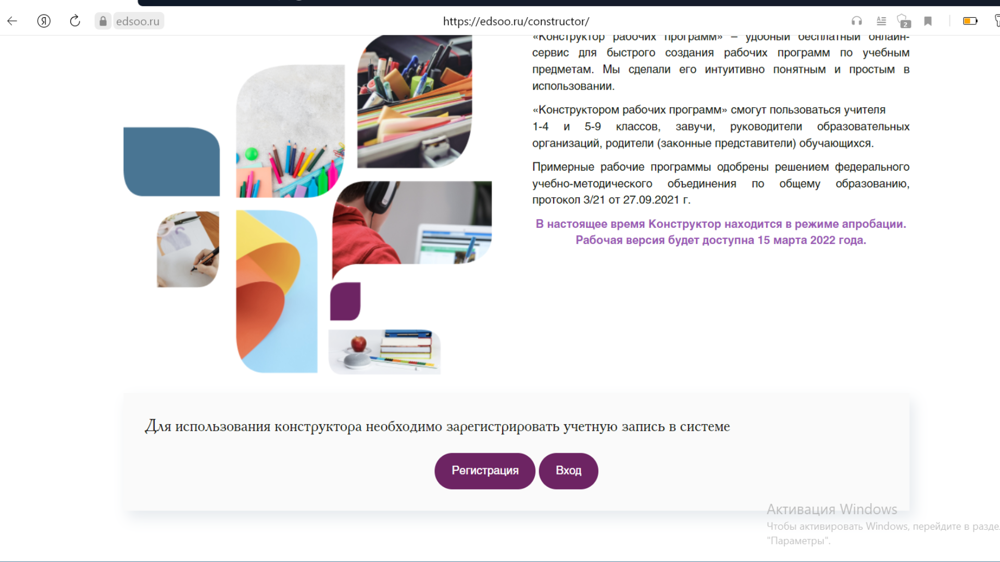 edsoo.ru
https://edsoo.ru/constructor/
2
«Конструктор рабочих программ» – удобный бесплатный онлайн-
сервис для быстрого создания рабочих программ по учебным
предметам. Мы сделали его интуитивно понятным и простым в
использовании.
«Конструктором рабочих программ» смогут пользоваться учителя
1-4 и 5-9 классов, завучи, руководители образовательных
организаций, родители (законные представители) обучающихся.
Примерные рабочие программы одобрены решением федерального
учебно-методического объединения по общему образованию,
протокол 3/21 от 27.09.2021 г.
В настоящее время Конструктор находится в режиме апробации.
Рабочая версия будет доступна 15 марта 2022 года.
Для использования конструктора необходимо зарегистрировать учетную запись в системе
Регистрация Вход
Активация Windows
Чтобы активировать Windows, перейдите в разде
"Параметры".